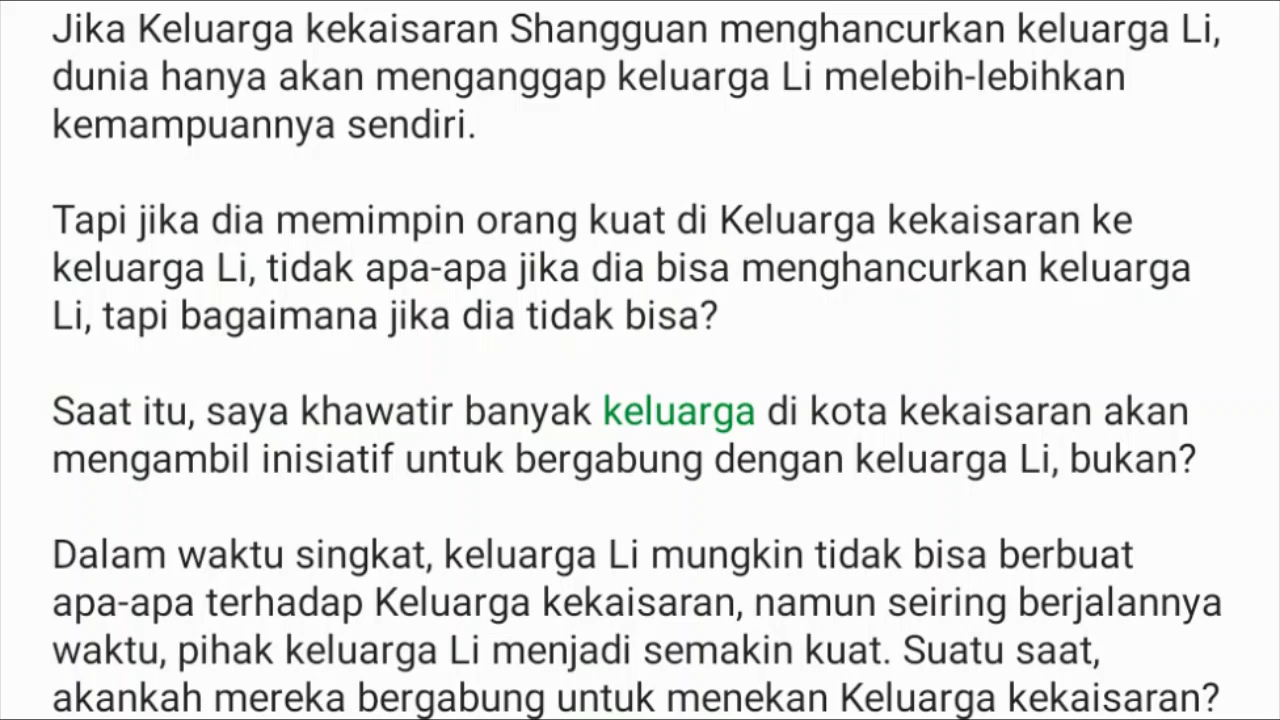 Jika Keluarga kekaisaran Shangguan menghancurkan keluarga Li,
dunia hanya akan menganggap keluarga Li melebih-lebihkan
kemampuannya sendiri.
Tapi jika dia memimpin orang kuat di Keluarga kekaisaran ke
keluarga Li, tidak apa-apa jika dia bisa menghancurkan keluarga
Li, tapi bagaimana jika dia tidak bisa?
Saat itu, saya khawatir banyak keluarga di kota kekaisaran akan
mengambil inisiatif untuk bergabung dengan keluarga Li, bukan?
Dalam waktu singkat, keluarga Li mungkin tidak bisa berbuat
apa-apa terhadap Keluarga kekaisaran, namun seiring berjalannya
waktu, pihak keluarga Li menjadi semakin kuat. Suatu saat,
akankah mereka bergabung untuk menekan Keluarga kekaisaran?